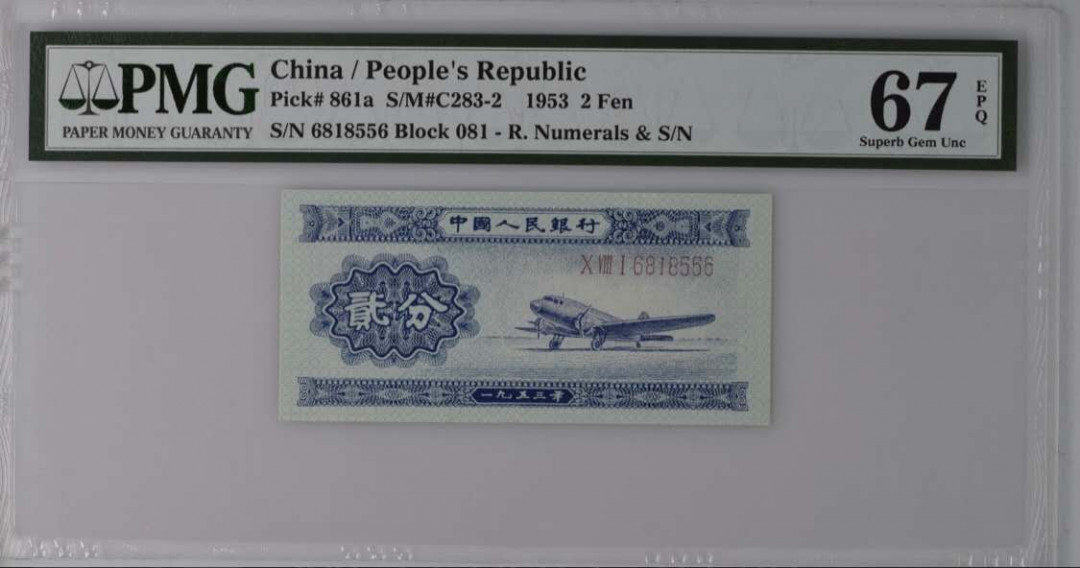 PMG
PAPER MONEY GUARANTY
China / People's Republic
Pick# 861a S/M#C283-2 1953 2 Fen
S/N 6818556 Block 081 - R. Numerals & S/N
67
EPQ
Superb Gem Unc
中國人民銀行
X VIII I 6818556
貳分
一九五三年